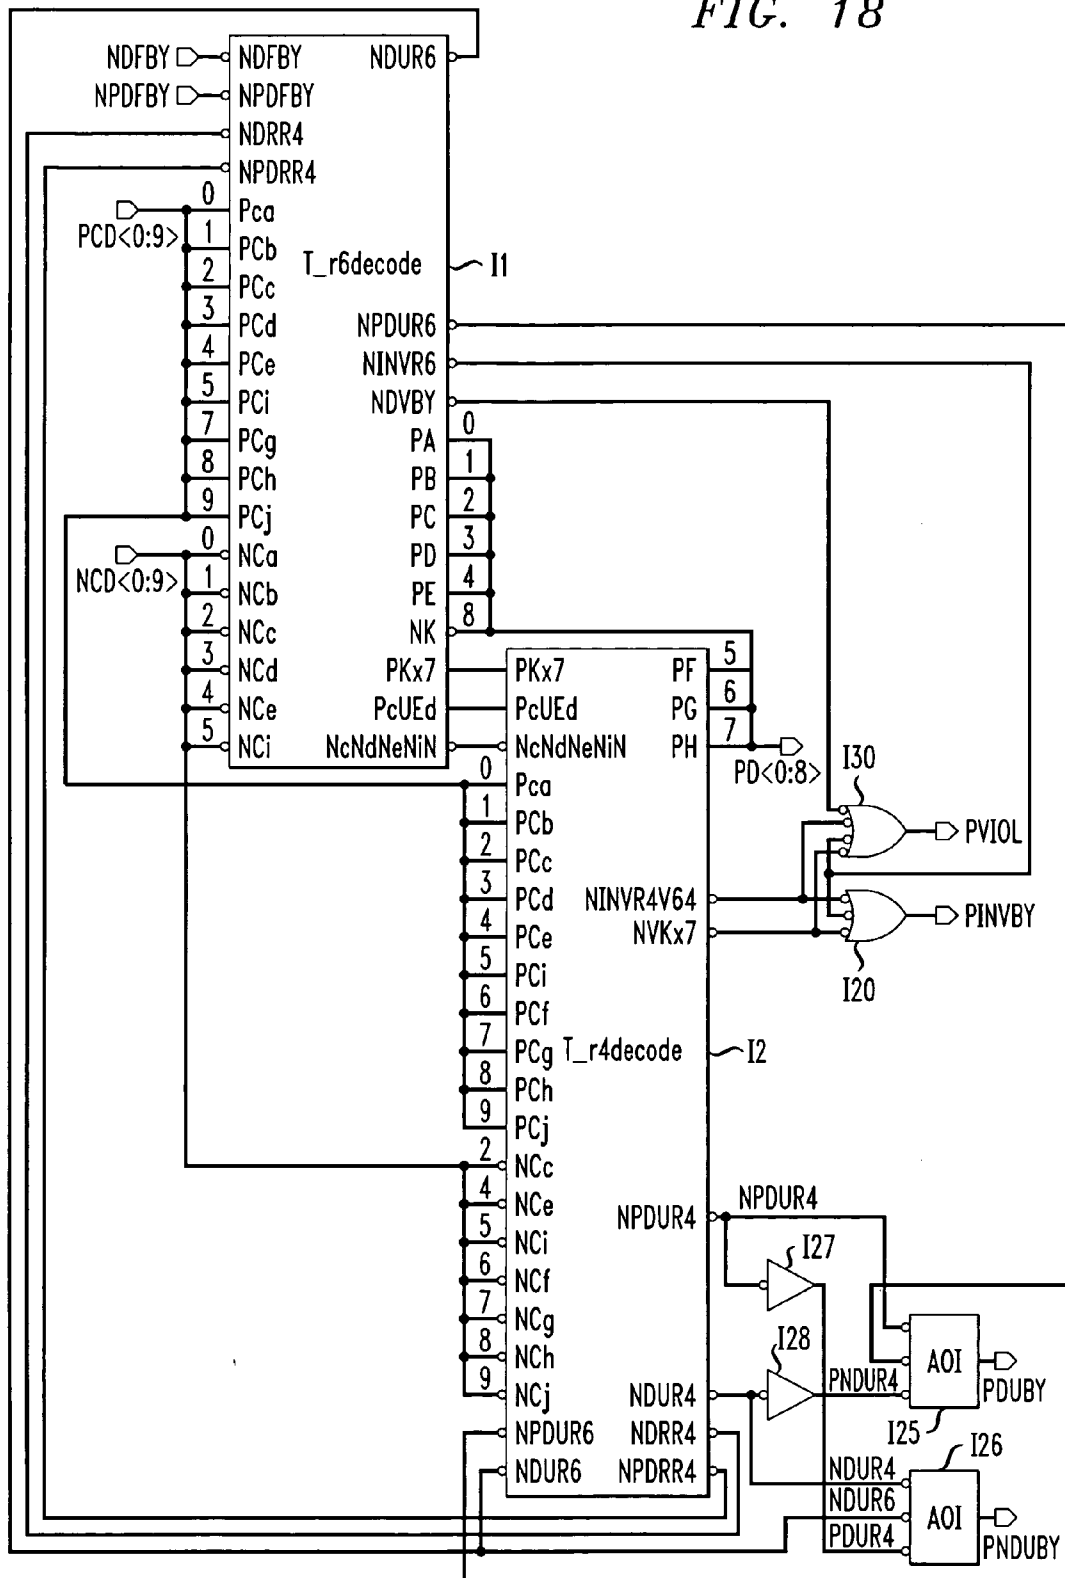 FIG. 18
NDFBY NDFBY NDUR6
NPDFBY NPDFBY
NDRR4
NPDRR4
0 Pca
PCD<0:9>
1 PCb
T_r6decode I1
2 PCc
3 PCd NPDUR6
4 PCe NINVR6
5 PCi NDVBY
7 PCg PA 0
8 PCh PB 1
9 PCj PC 2
0 NCa PD 3
NCD<0:9>
1 NCb PE 4
2 NCc NK 8
3 NCd PKx7 PKx7 PF 5
4 NCe PcUEd PcUEd PG 6
5 NCi NcNdNeNiN NcNdNeNiN PH 7
PD<0:8>
I30
0 Pca
1 PCb
PVIOL
2 PCc
3 PCd NINVR4V64
PINVBY
4 PCe NVKx7
5 PCi
I20
6 PCf
7 PCg T_r4decode I2
8 PCh
9 PCj
2 NCc
4 NCe NPDUR4 NPDUR4
5 NCi
I27
6 NCf
7 NCg
I28
8 NCh
AOI
PDUBY
9 NCj NDUR4 PNDUR4
I25
NPDUR6 NDRR4
I26
NDUR6 NPDRR4
NDUR4
NDUR6
AOI
PDUR4
PNDUBY